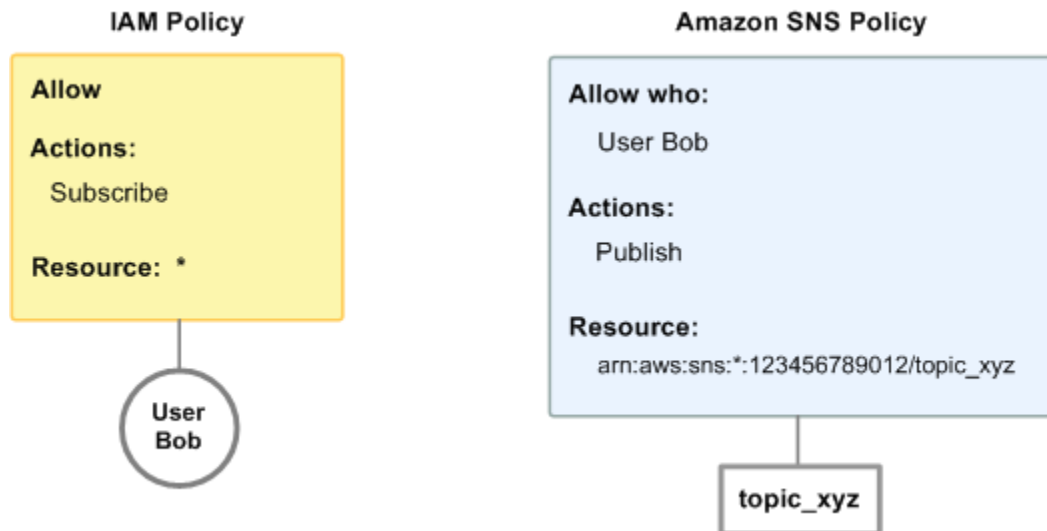 IAM Policy
Allow
Actions:
Subscribe
Resource: *
User
Bob
Amazon SNS Policy
Allow who:
User Bob
Actions:
Publish
Resource:
arn:aws:sns:*:123456789012/topic_xyz
topic_xyz